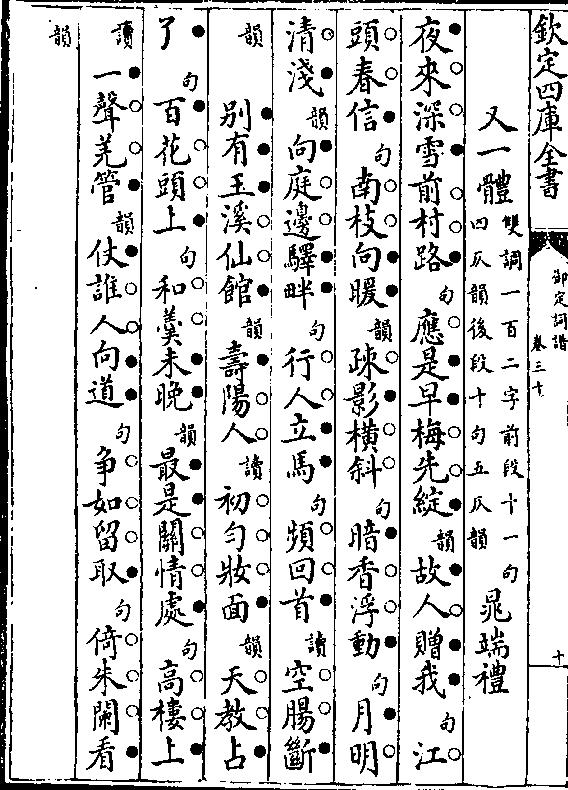 欽定四庫全書
御定詞譜
卷三十
十
又一體 雙調一百二字前段十一句
四仄韻後段十句五仄韻
晁端禮
夜來深雪前村路句應是早梅先綻韻故人贈我句江
頭春信句南枝向暖韻疎影橫斜句暗香浮動句月明
清淺韻向庭邊驛畔句行人立馬句頻回首讀空腸斷
韻 别有玉溪仙館韻壽陽人讀初勻妝面韻天教占
了句百花頭上句和羮未晚韻最是關情處句高樓上
讀一聲羌管韻仗誰人向道句争如留取句倚朱闌看
韻